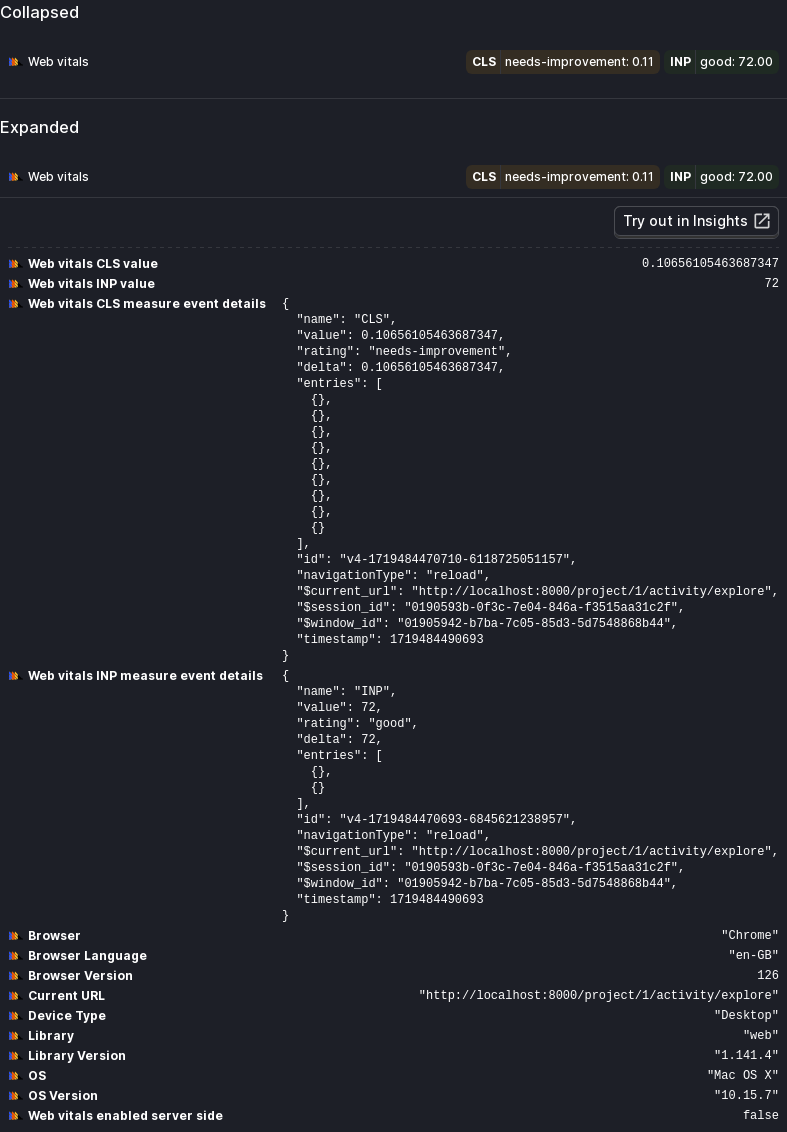 Collapsed
Web vitals CLS needs-improvement: 0.11 INP good: 72.00
Expanded
Web vitals CLS needs-improvement: 0.11 INP good: 72.00
Try out in Insights
Web vitals CLS value 0.10656105463687347
Web vitals INP value 72
Web vitals CLS measure event details {
"name": "CLS",
"value": 0.10656105463687347,
"rating": "needs-improvement",
"delta": 0.10656105463687347,
"entries": [
{},
{},
{},
{},
{},
{},
{},
{},
{}
],
"id": "v4-1719484470710-6118725051157",
"navigationType": "reload",
"$current_url": "http://localhost:8000/project/1/activity/explore",
"$session_id": "0190593b-0f3c-7e04-846a-f3515aa31c2f",
"$window_id": "01905942-b7ba-7c05-85d3-5d7548868b44",
"timestamp": 1719484490693
}
Web vitals INP measure event details {
"name": "INP",
"value": 72,
"rating": "good",
"delta": 72,
"entries": [
{},
{}
],
"id": "v4-1719484470693-6845621238957",
"navigationType": "reload",
"$current_url": "http://localhost:8000/project/1/activity/explore",
"$session_id": "0190593b-0f3c-7e04-846a-f3515aa31c2f",
"$window_id": "01905942-b7ba-7c05-85d3-5d7548868b44",
"timestamp": 1719484490693
}
Browser "Chrome"
Browser Language "en-GB"
Browser Version 126
Current URL "http://localhost:8000/project/1/activity/explore"
Device Type "Desktop"
Library "web"
Library Version "1.141.4"
OS "Mac OS X"
OS Version "10.15.7"
Web vitals enabled server side false